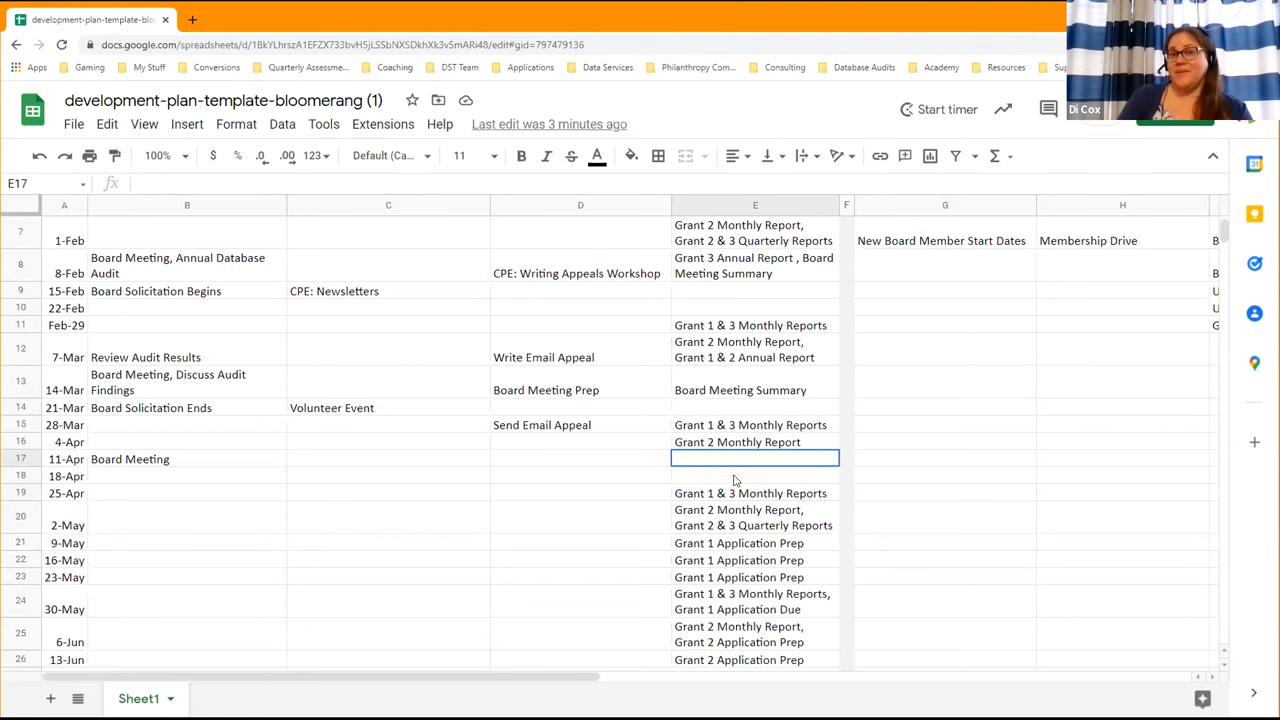 development-plan-template-bloo
docs.google.com/spreadsheets/d/1BkYLhrszA1EFZX733bvH5jLSSbNXSDkhXk3v5mARi48/edit#gid=797479136
Apps Gaming My Stuff Conversions Quarterly Assessme... Coaching DST Team Applications Data Services Philanthropy Com... Consulting Database Audits Academy Resources
Di Cox
development-plan-template-bloomerang (1)
Start timer
File Edit View Insert Format Data Tools Extensions Help Last edit was 3 minutes ago
100% $ % .0 .00 123 Default (Ca... 11 B I S A
E17 fx
A B C D E F G H
7 1-Feb Grant 2 Monthly Report,
Grant 2 & 3 Quarterly Reports New Board Member Start Dates Membership Drive B
8 8-Feb Board Meeting, Annual Database
Audit CPE: Writing Appeals Workshop Grant 3 Annual Report , Board
Meeting Summary B
9 15-Feb Board Solicitation Begins CPE: Newsletters U
10 22-Feb U
11 Feb-29 Grant 1 & 3 Monthly Reports G
12 7-Mar Review Audit Results Write Email Appeal Grant 2 Monthly Report,
Grant 1 & 2 Annual Report
13 14-Mar Board Meeting, Discuss Audit
Findings Board Meeting Prep Board Meeting Summary
14 21-Mar Board Solicitation Ends Volunteer Event
15 28-Mar Send Email Appeal Grant 1 & 3 Monthly Reports
16 4-Apr Grant 2 Monthly Report
17 11-Apr Board Meeting
18 18-Apr
19 25-Apr Grant 1 & 3 Monthly Reports
20 2-May Grant 2 Monthly Report,
Grant 2 & 3 Quarterly Reports
21 9-May Grant 1 Application Prep
22 16-May Grant 1 Application Prep
23 23-May Grant 1 Application Prep
24 30-May Grant 1 & 3 Monthly Reports,
Grant 1 Application Due
25 6-Jun Grant 2 Monthly Report,
Grant 2 Application Prep
26 13-Jun Grant 2 Application Prep
Sheet1